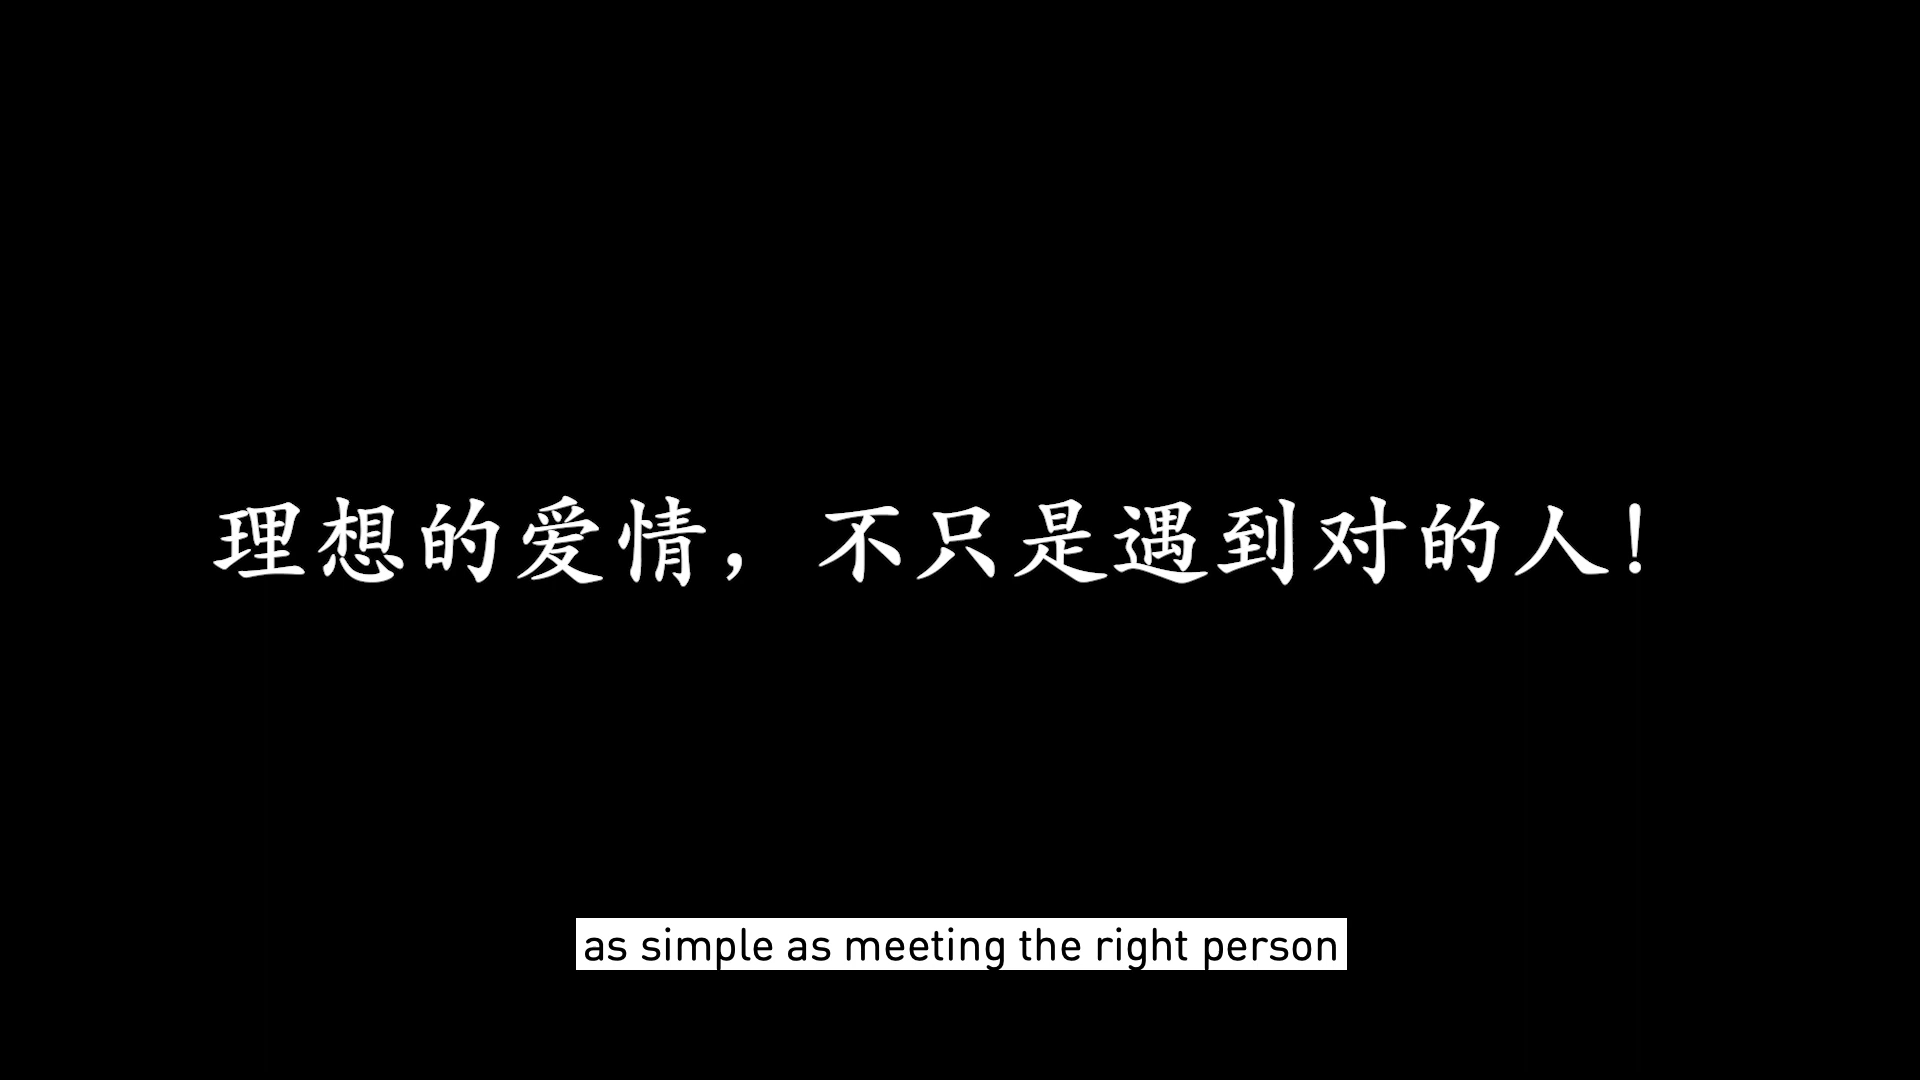 理想的爱情，不只是遇到对的人！
as simple as meeting the right person